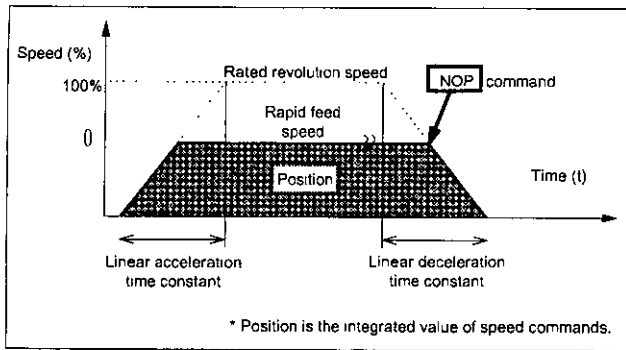 Speed (%)
100%
Rated revolution speed
NOP command
Rapid feed
speed
0
Position
Time (t)
Linear acceleration
time constant
Linear deceleration
time constant
* Position is the integrated value of speed commands.